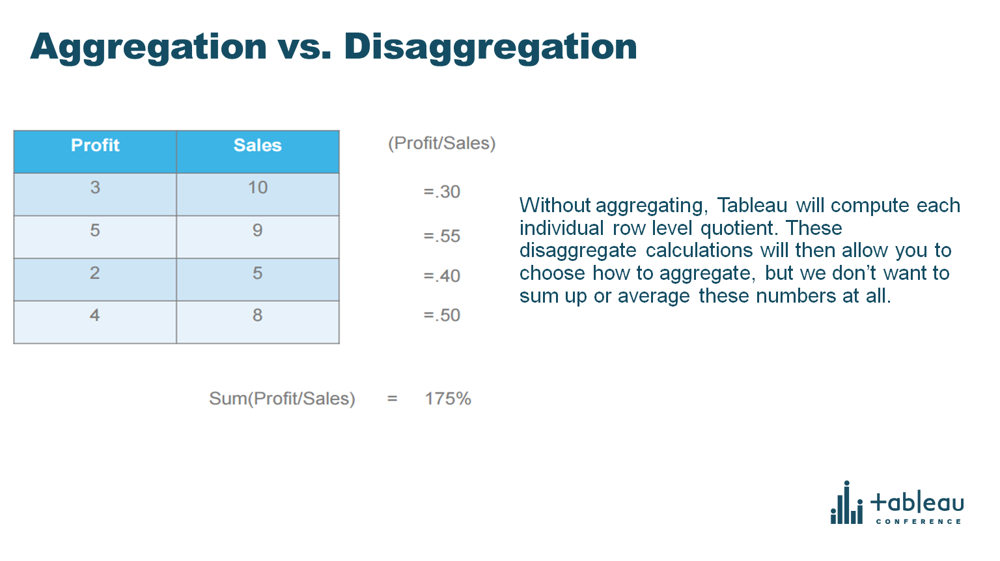 Aggregation vs. Disaggregation
Profit Sales (Profit/Sales)
3 10 =.30
5 9 =.55
2 5 =.40
4 8 =.50
Sum(Profit/Sales) = 175%
Without aggregating, Tableau will compute each
individual row level quotient. These
disaggregate calculations will then allow you to
choose how to aggregate, but we don’t want to
sum up or average these numbers at all.
+ableau
CONFERENCE